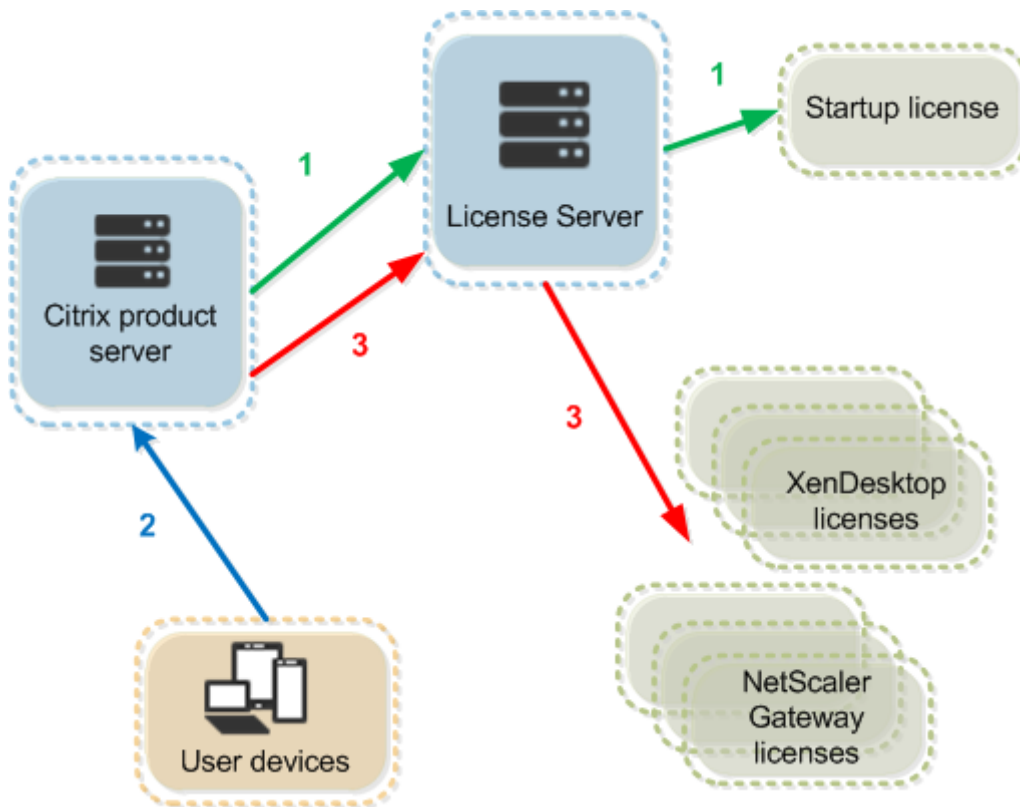 1
Startup license
1
License Server
Citrix product
server
3
3
XenDesktop
licenses
2
NetScaler
Gateway
licenses
User devices